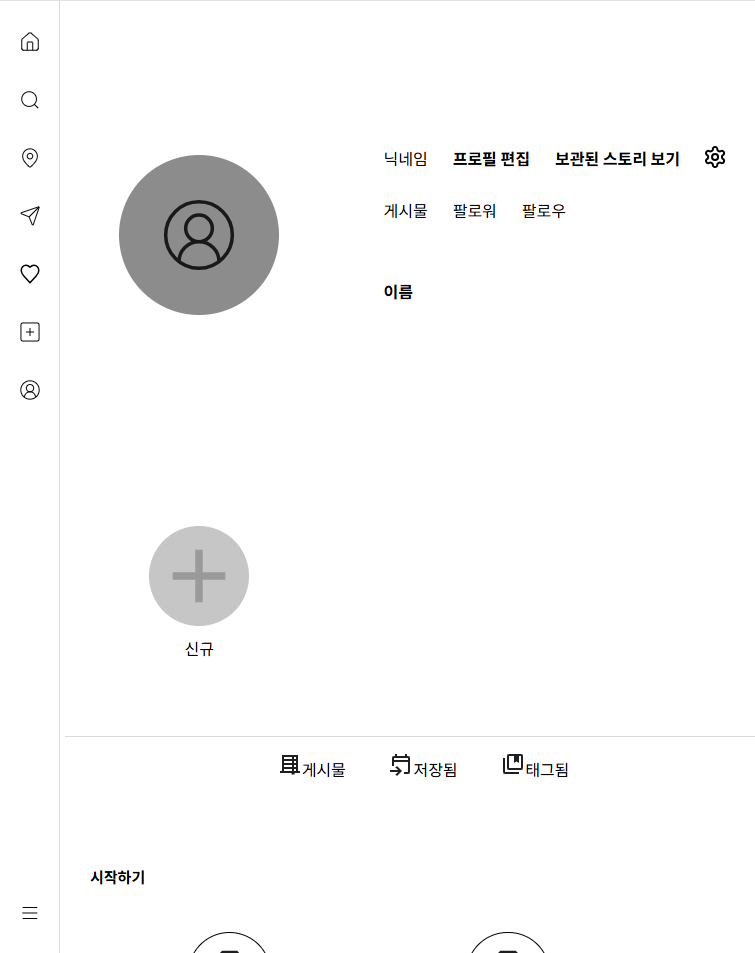 닉네임 프로필 편집 보관된 스토리 보기
게시물 팔로워 팔로우
이름
신규
게시물 저장됨 태그됨
시작하기